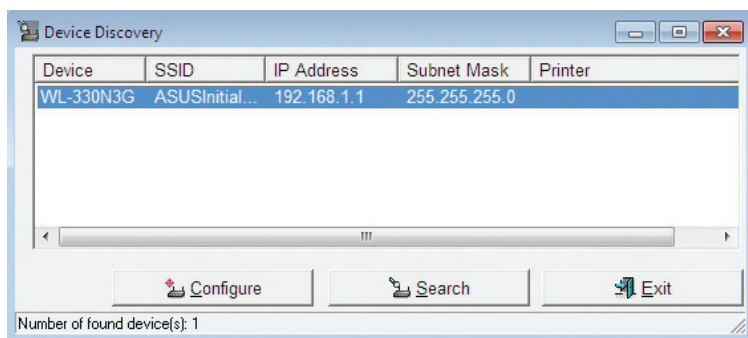 Device Discovery
Device SSID IP Address Subnet Mask Printer
WL-330N3G ASUSInitial... 192.168.1.1 255.255.255.0
Configure Search Exit
Number of found device(s): 1